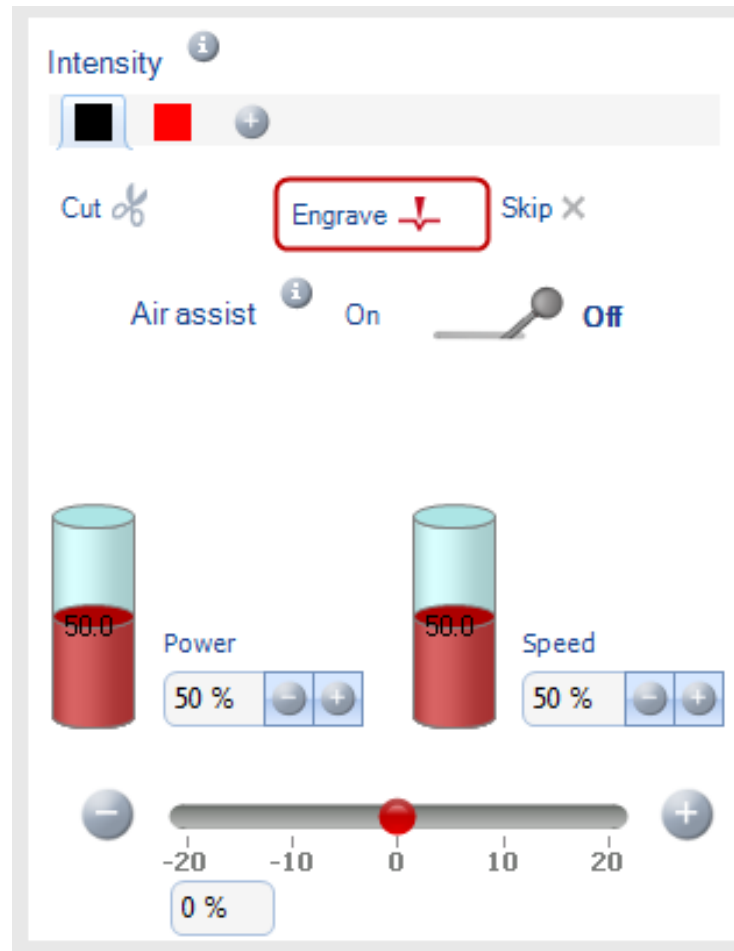 Intensity
Cut Engrave Skip
Air assist On Off
50.0 50.0
Power Speed
50 % 50 %
-20 -10 0 10 20
0 %